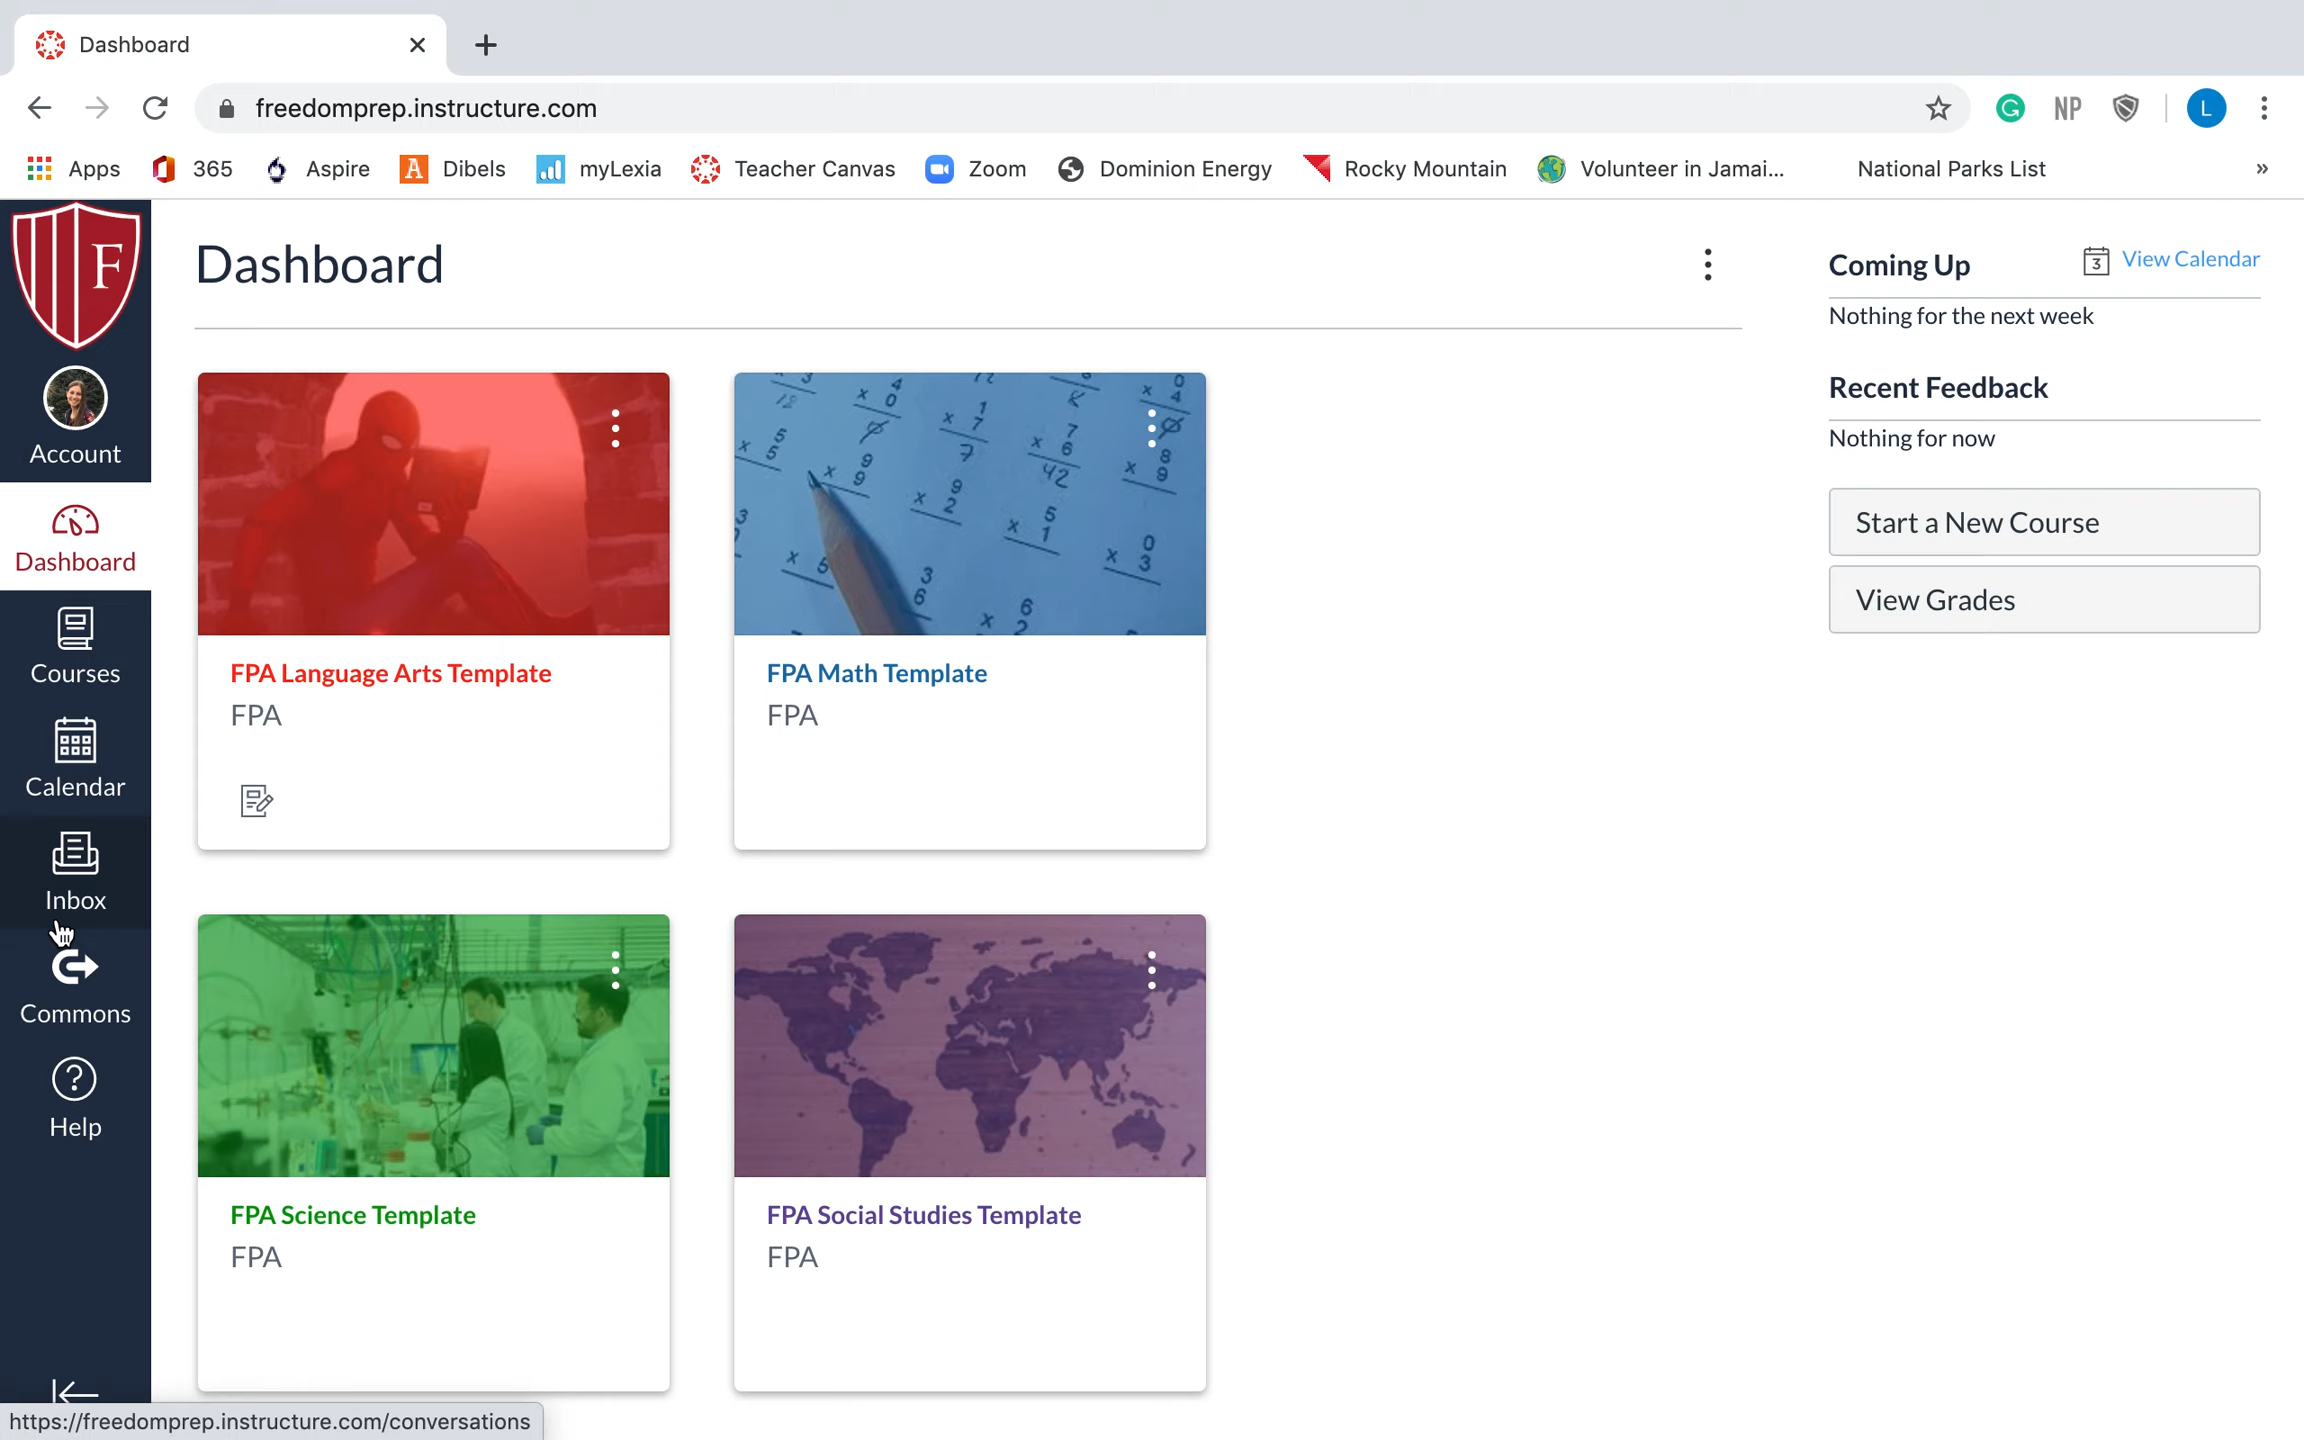 Dashboard
freedomprep.instructure.com
NP
L
Apps
365
Aspire
A
Dibels
myLexia
Teacher Canvas
Zoom
Dominion Energy
Rocky Mountain
Volunteer in Jamai...
National Parks List
»
F
Account
Dashboard
Courses
Calendar
Inbox
Commons
Help
Dashboard
FPA Language Arts Template
FPA
FPA Math Template
FPA
FPA Science Template
FPA
FPA Social Studies Template
FPA
Coming Up
3
View Calendar
Nothing for the next week
Recent Feedback
Nothing for now
Start a New Course
View Grades
https://freedomprep.instructure.com/conversations